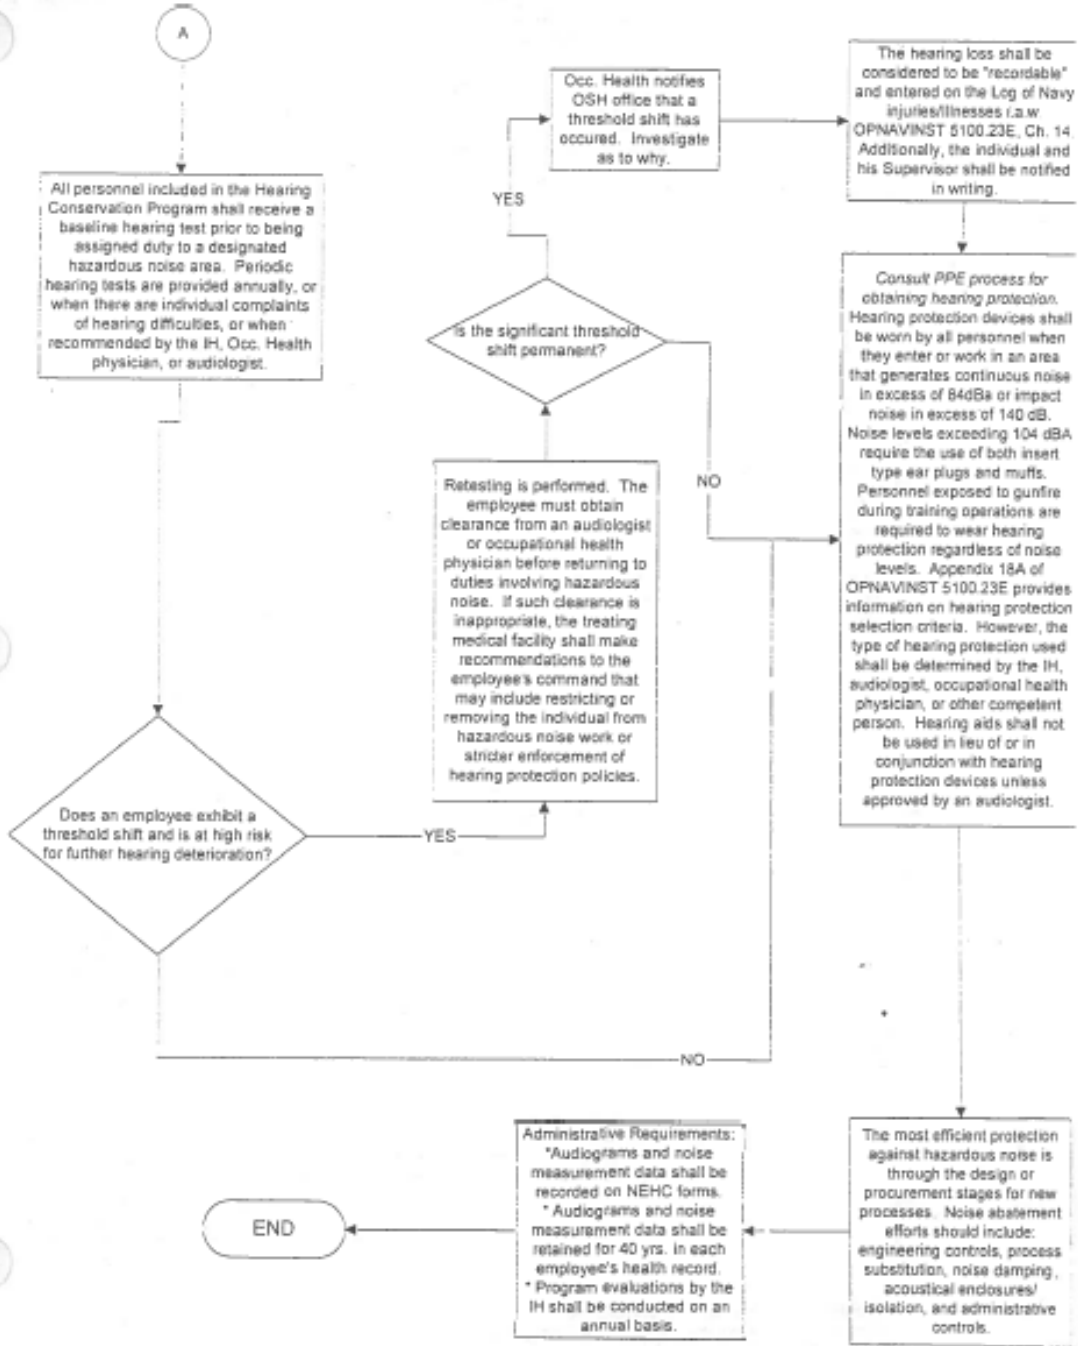 A
All personnel included in the Hearing
Conservation Program shall receive a
baseline hearing test prior to being
assigned duty to a designated
hazardous noise area. Periodic
hearing tests are provided annually, or
when there are individual complaints
of hearing difficulties, or when
recommended by the IH, Occ. Health
physician, or audiologist.
Does an employee exhibit a
threshold shift and is at high risk
for further hearing deterioration?
YES
NO
Retesting is performed. The
employee must obtain
clearance from an audiologist
or occupational health
physician before returning to
duties involving hazardous
noise. If such clearance is
inappropriate, the treating
medical facility shall make
recommendations to the
employee's command that
may include restricting or
removing the individual from
hazardous noise work or
stricter enforcement of
hearing protection policies.
Is the significant threshold
shift permanent?
YES
NO
Occ. Health notifies
OSH office that a
threshold shift has
occured. Investigate
as to why.
The hearing loss shall be
considered to be "recordable"
and entered on the Log of Navy
injuries/Illnesses r.a.w
OPNAVINST 5100.23E, Ch. 14.
Additionally, the individual and
his Supervisor shall be notified
in writing.
Consult PPE process for
obtaining hearing protection.
Hearing protection devices shall
be worn by all personnel when
they enter or work in an area
that generates continuous noise
in excess of 84dBa or impact
noise in excess of 140 dB.
Noise levels exceeding 104 dBA
require the use of both insert
type ear plugs and muffs.
Personnel exposed to gunfire
during training operations are
required to wear hearing
protection regardless of noise
levels. Appendix 18A of
OPNAVINST 5100.23E provides
information on hearing protection
selection criteria. However, the
type of hearing protection used
shall be determined by the IH,
audiologist, occupational health
physician, or other competent
person. Hearing aids shall not
be used in lieu of or in
conjunction with hearing
protection devices unless
approved by an audiologist.
The most efficient protection
against hazardous noise is
through the design or
procurement stages for new
processes. Noise abatement
efforts should include:
engineering controls, process
substitution, noise damping,
acoustical enclosures/
isolation, and administrative
controls.
Administrative Requirements:
*Audiograms and noise
measurement data shall be
recorded on NEHC forms.
* Audiograms and noise
measurement data shall be
retained for 40 yrs. in each
employee's health record.
* Program evaluations by the
IH shall be conducted on an
annual basis.
END